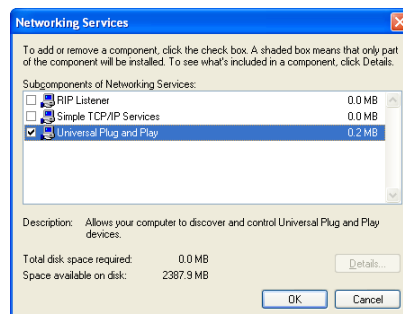 Networking Services
To add or remove a component, click the check box. A shaded box means that only part
of the component will be installed. To see what's included in a component, click Details.
Subcomponents of Networking Services:
RIP Listener 0.0 MB
Simple TCP/IP Services 0.0 MB
Universal Plug and Play 0.2 MB
Description: Allows your computer to discover and control Universal Plug and Play
devices.
Total disk space required: 0.0 MB
Details...
Space available on disk: 2387.9 MB
OK Cancel